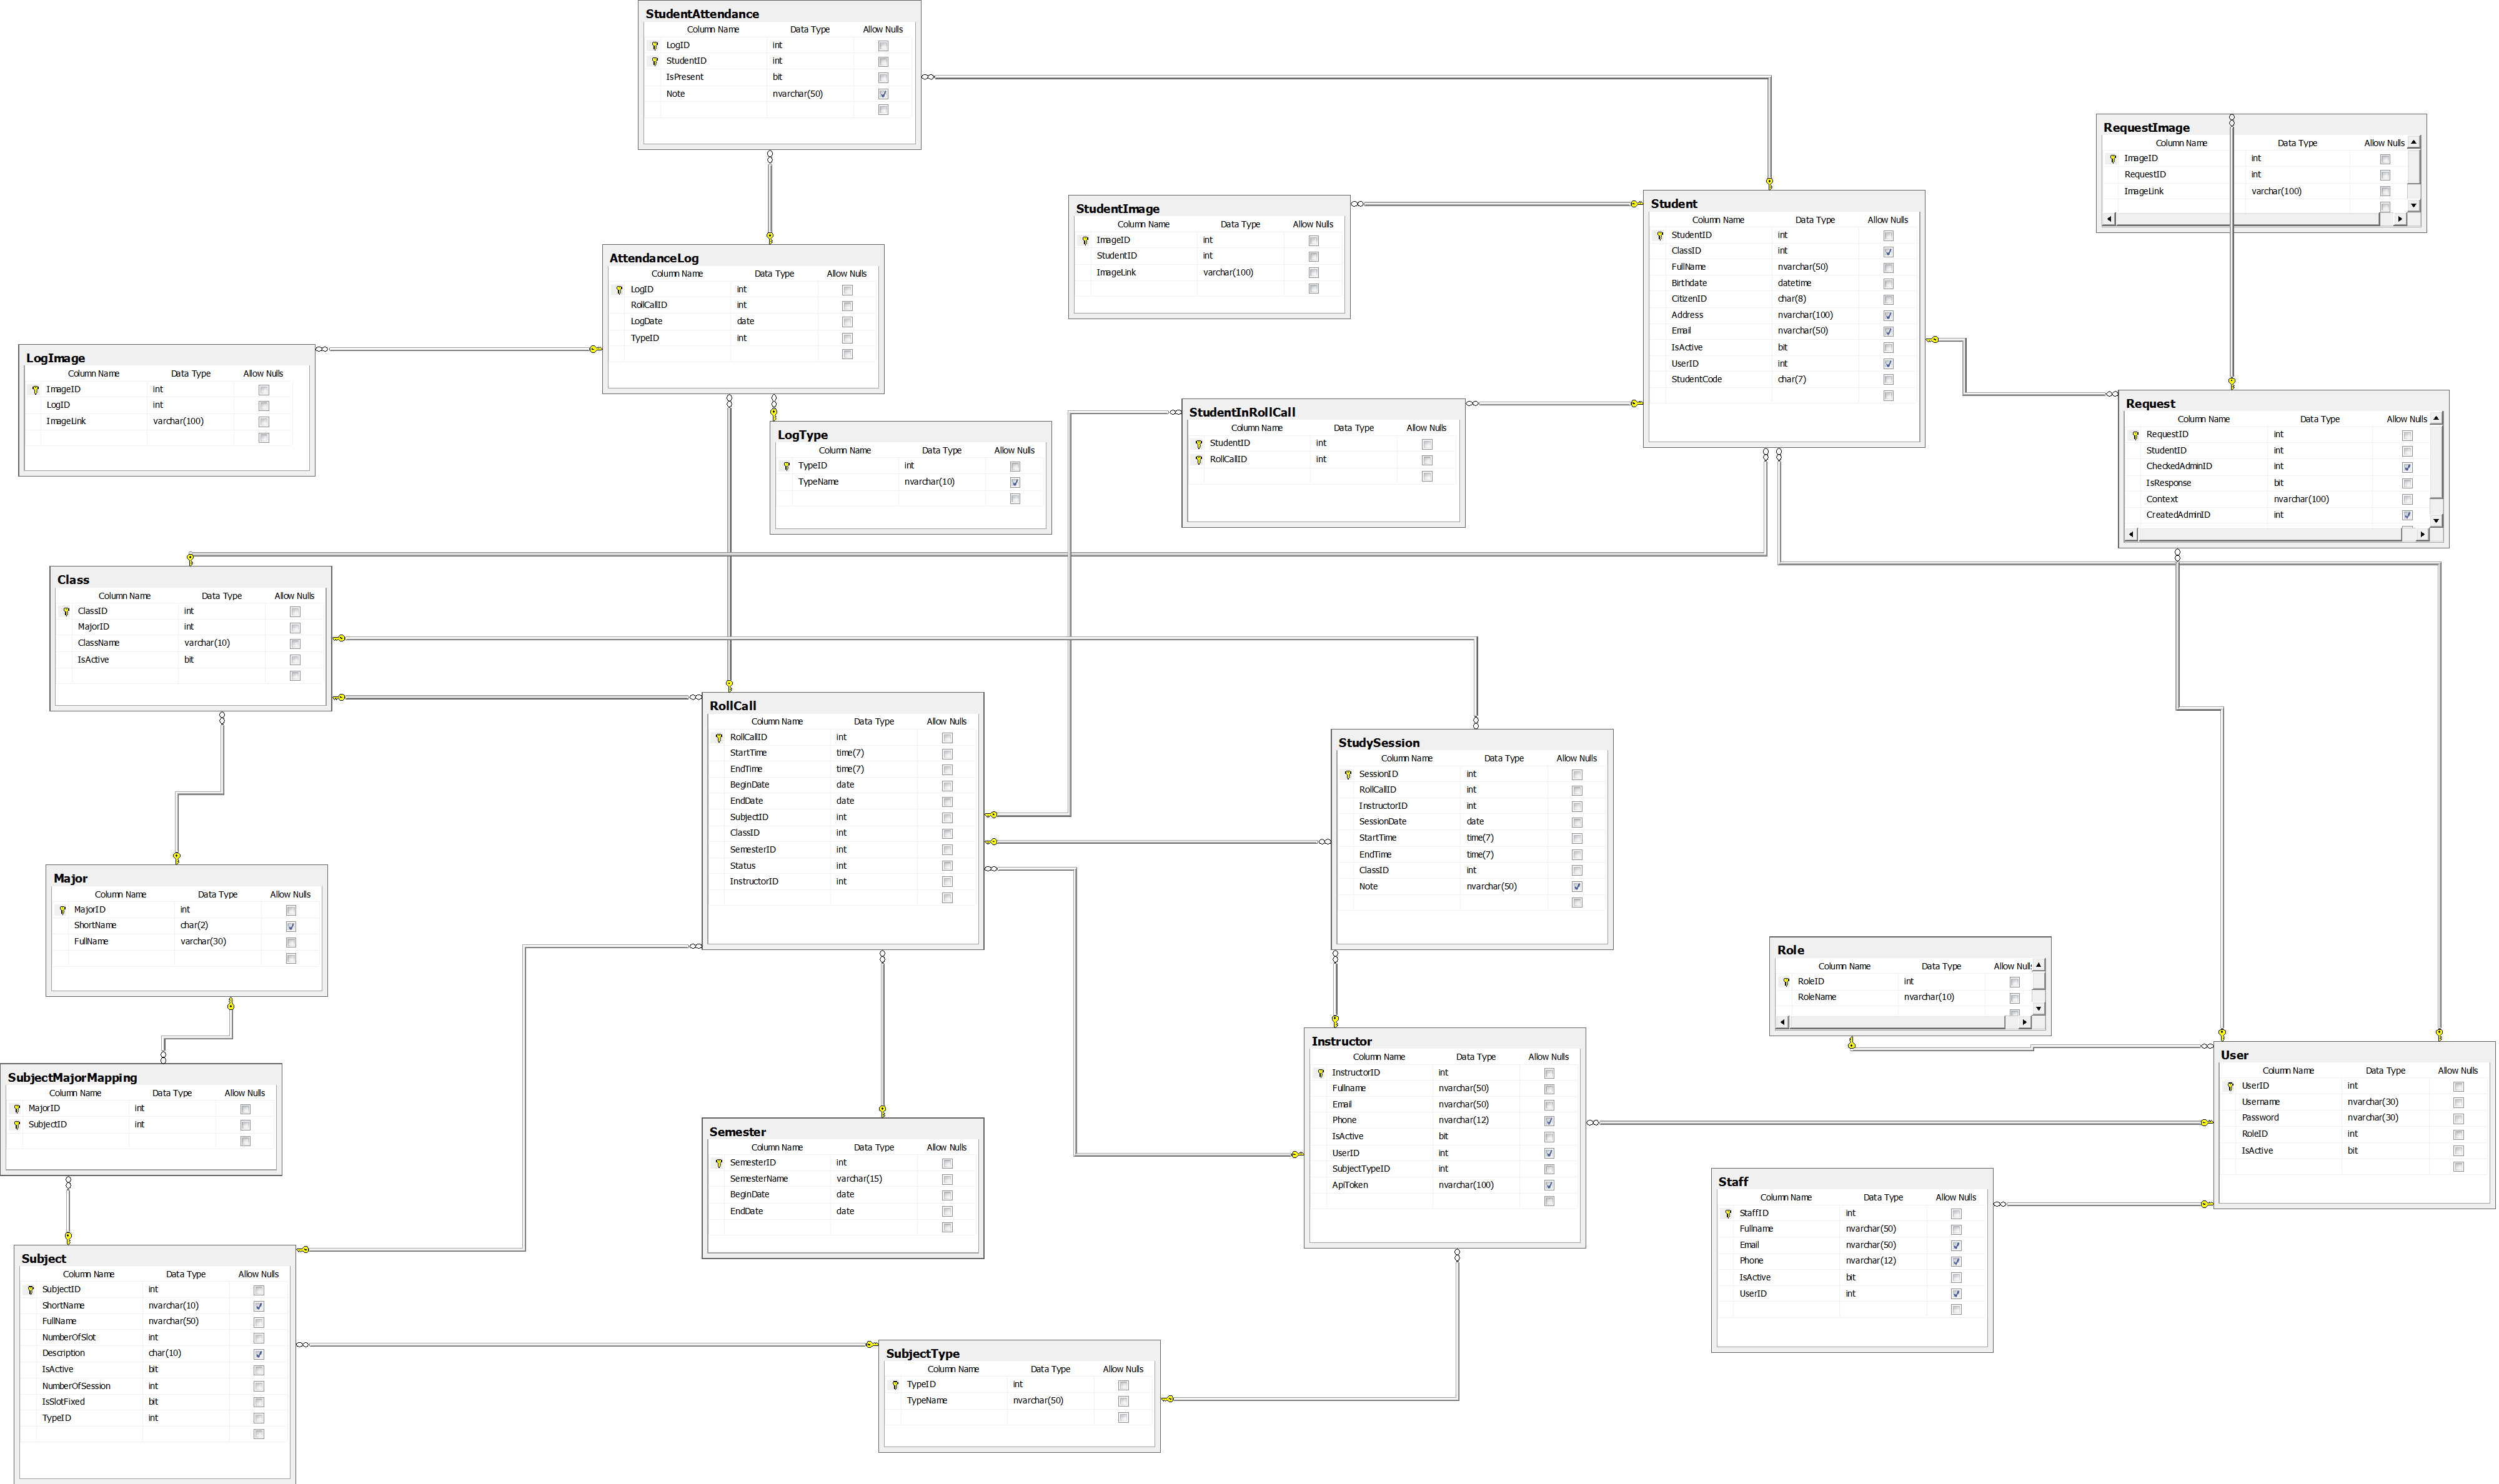 StudentAttendance
Column Name Data Type Allow Nulls
LogID int
StudentID int
IsPresent bit
Note nvarchar(50)
RequestImage
Column Name Data Type Allow Nulls
ImageID int
RequestID int
ImageLink varchar(100)
StudentImage
Column Name Data Type Allow Nulls
ImageID int
StudentID int
ImageLink varchar(100)
Student
Column Name Data Type Allow Nulls
StudentID int
ClassID int
FullName nvarchar(50)
Birthdate datetime
CitizenID char(8)
Address nvarchar(100)
Email nvarchar(50)
IsActive bit
UserID int
StudentCode char(7)
AttendanceLog
Column Name Data Type Allow Nulls
LogID int
RollCallID int
LogDate date
TypeID int
LogImage
Column Name Data Type Allow Nulls
ImageID int
LogID int
ImageLink varchar(100)
LogType
Column Name Data Type Allow Nulls
TypeID int
TypeName nvarchar(10)
StudentInRollCall
Column Name Data Type Allow Nulls
StudentID int
RollCallID int
Request
Column Name Data Type Allow Nulls
RequestID int
StudentID int
CheckedAdminID int
IsResponse bit
Context nvarchar(100)
CreatedAdminID int
Class
Column Name Data Type Allow Nulls
ClassID int
MajorID int
ClassName varchar(10)
IsActive bit
RollCall
Column Name Data Type Allow Nulls
RollCallID int
StartTime time(7)
EndTime time(7)
BeginDate date
EndDate date
SubjectID int
ClassID int
SemesterID int
Status int
InstructorID int
StudySession
Column Name Data Type Allow Nulls
SessionID int
RollCallID int
InstructorID int
SessionDate date
StartTime time(7)
EndTime time(7)
ClassID int
Note nvarchar(50)
Major
Column Name Data Type Allow Nulls
MajorID int
ShortName char(2)
FullName varchar(30)
Role
Column Name Data Type Allow Null
RoleID int
RoleName nvarchar(10)
SubjectMajorMapping
Column Name Data Type Allow Nulls
MajorID int
SubjectID int
Semester
Column Name Data Type Allow Nulls
SemesterID int
SemesterName varchar(15)
BeginDate date
EndDate date
Instructor
Column Name Data Type Allow Nulls
InstructorID int
Fullname nvarchar(50)
Email nvarchar(50)
Phone nvarchar(12)
IsActive bit
UserID int
SubjectTypeID int
ApiToken nvarchar(100)
User
Column Name Data Type Allow Nulls
UserID int
Username nvarchar(30)
Password nvarchar(30)
RoleID int
IsActive bit
Staff
Column Name Data Type Allow Nulls
StaffID int
Fullname nvarchar(50)
Email nvarchar(50)
Phone nvarchar(12)
IsActive bit
UserID int
Subject
Column Name Data Type Allow Nulls
SubjectID int
ShortName nvarchar(10)
FullName nvarchar(50)
NumberOfSlot int
Description char(10)
IsActive bit
NumberOfSession int
IsSlotFixed bit
TypeID int
SubjectType
Column Name Data Type Allow Nulls
TypeID int
TypeName nvarchar(50)